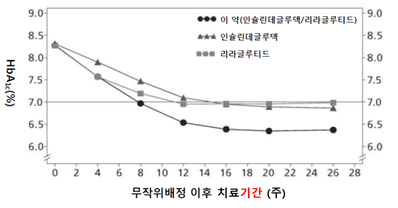 9.0 9.0
이 약(인슐린데글루덱/리라글루티드)
인슐린데글루덱
리라글루티드
8.5 8.5
8.0 8.0
7.5 7.5
7.0 7.0
6.5 6.5
6.0 6.0
HbA1c(%)
0 2 4 6 8 10 12 14 16 18 20 22 24 26 28
무작위배정 이후 치료기간 (주)